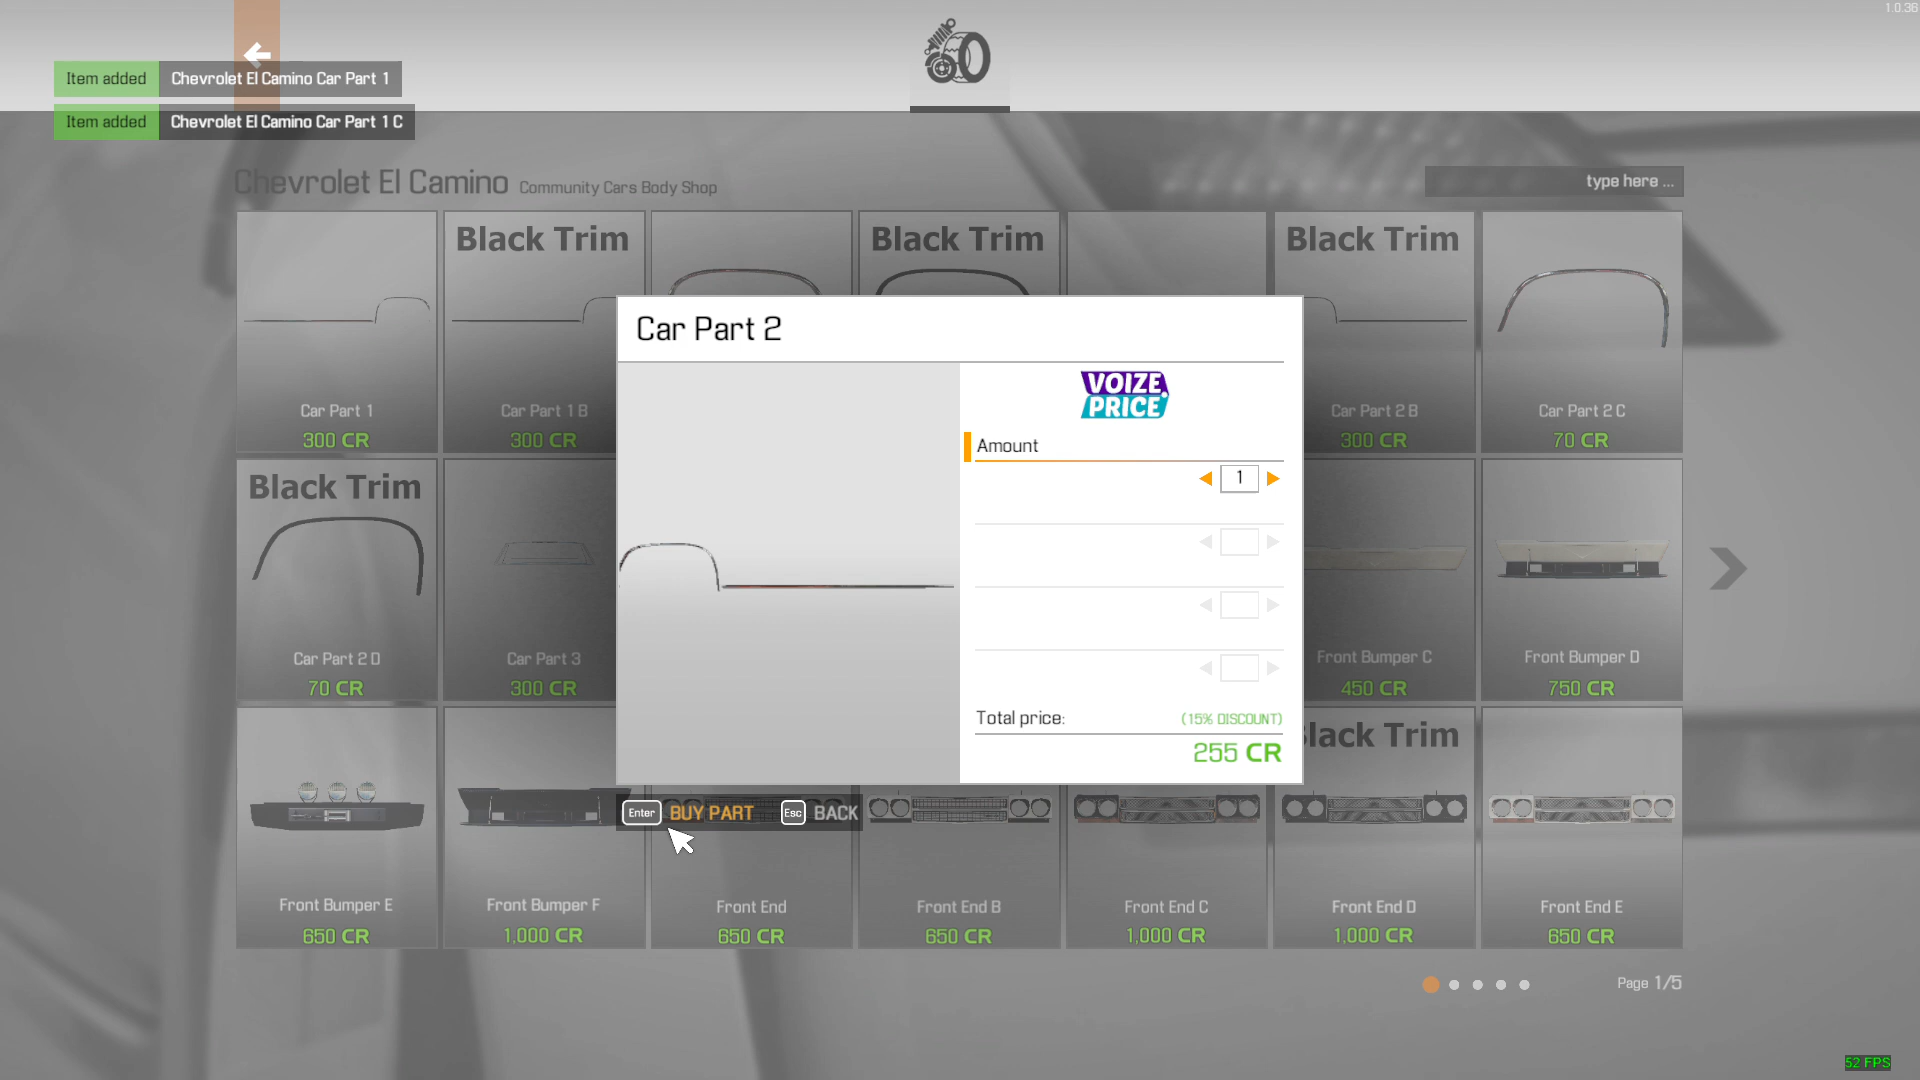 1.0.36
Item added Chevrolet El Camino Car Part 1
Item added Chevrolet El Camino Car Part 1 C
Chevrolet El Camino Community Cars Body Shop
type here ...
Black Trim
Black Trim
Black Trim
Car Part 1
300 CR
Car Part 1 B
300 CR
Car Part 2 B
300 CR
Car Part 2 C
70 CR
Car Part 2
VOIZE.
PRICE
Amount
1
Total price:
(15% DISCOUNT)
255 CR
Enter BUY PART
Esc BACK
Black Trim
Car Part 2 D
70 CR
Car Part 3
300 CR
Front Bumper C
450 CR
Front Bumper D
750 CR
Black Trim
Front Bumper E
650 CR
Front Bumper F
1,000 CR
Front End
650 CR
Front End B
650 CR
Front End C
1,000 CR
Front End D
1,000 CR
Front End E
650 CR
Page 1/5
52 FPS